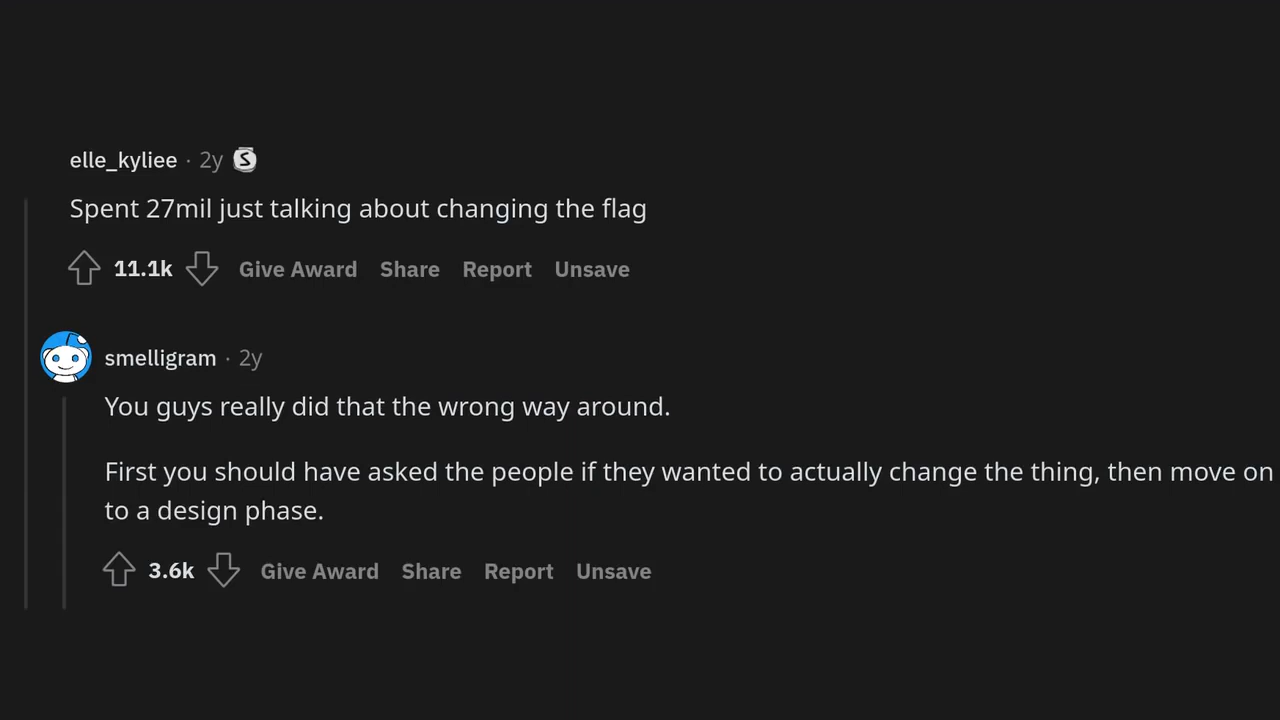 elle_kyliee · 2y S
Spent 27mil just talking about changing the flag
11.1k Give Award Share Report Unsave
smelligram · 2y
You guys really did that the wrong way around.
First you should have asked the people if they wanted to actually change the thing, then move on
to a design phase.
3.6k Give Award Share Report Unsave